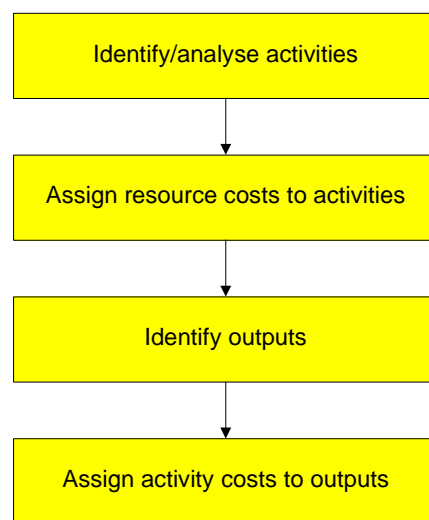 Identify/analyse activities
Assign resource costs to activities
Identify outputs
Assign activity costs to outputs